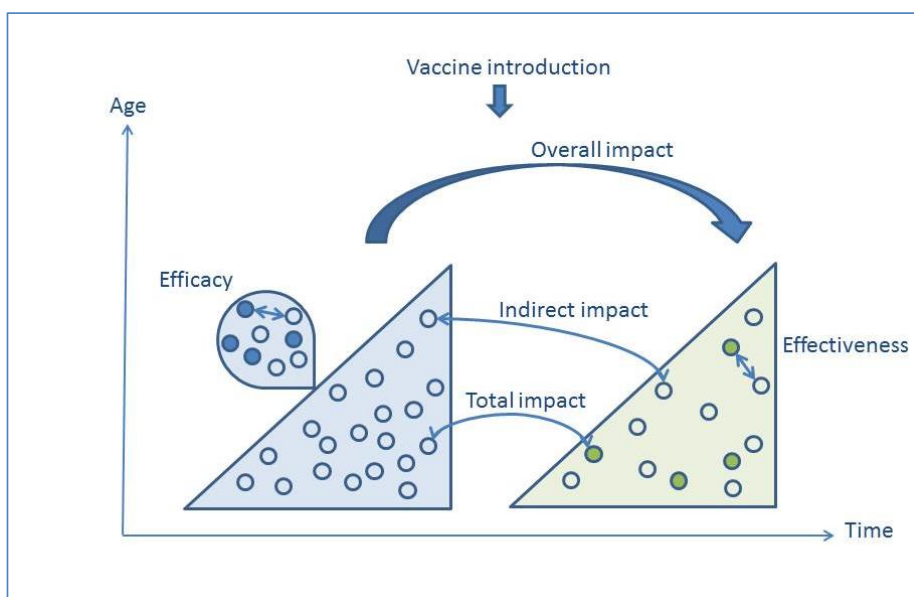 Vaccine introduction
Age
Overall impact
Efficacy
Indirect impact
Effectiveness
Total impact
Time